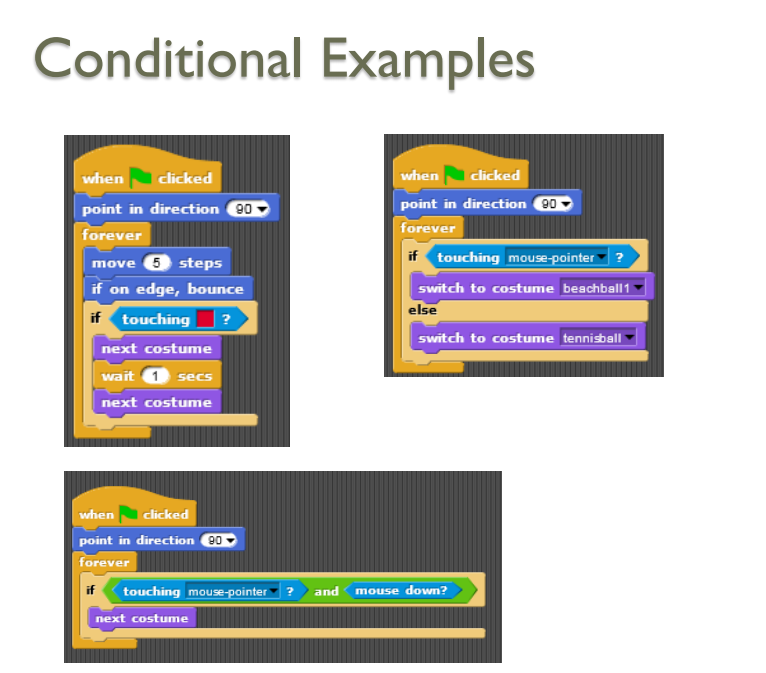 Conditional Examples
when clicked
point in direction 90
forever
move 5 steps
if on edge, bounce
if touching ?
next costume
wait 1 secs
next costume
when clicked
point in direction 90
forever
if touching mouse-pointer ?
switch to costume beachball1
else
switch to costume tennisball
when clicked
point in direction 90
forever
if touching mouse-pointer ? and mouse down?
next costume